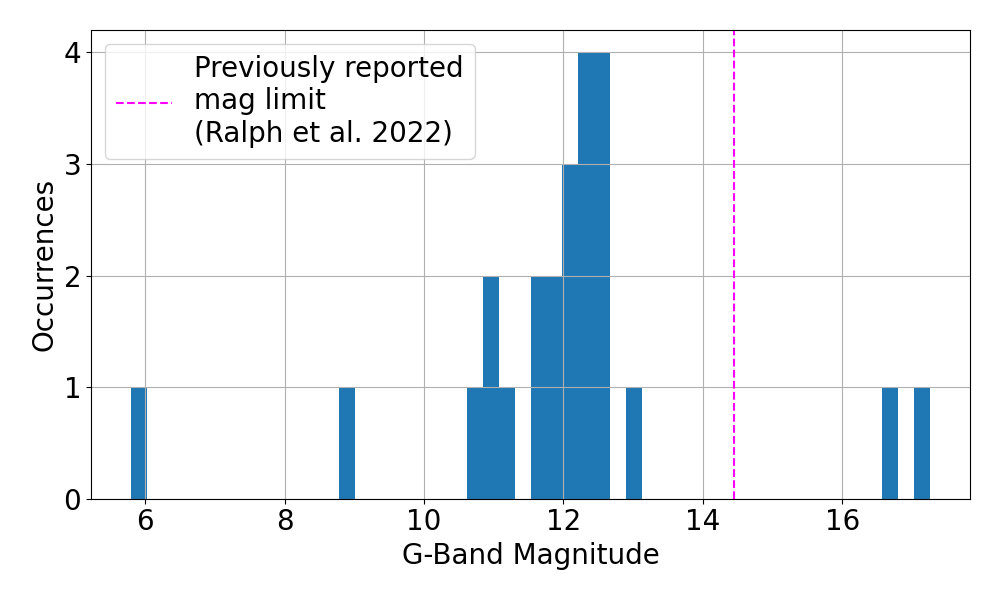 Previously reported
mag limit
(Ralph et al. 2022)
4
3
2
1
0
Occurrences
6 8 10 12 14 16
G-Band Magnitude